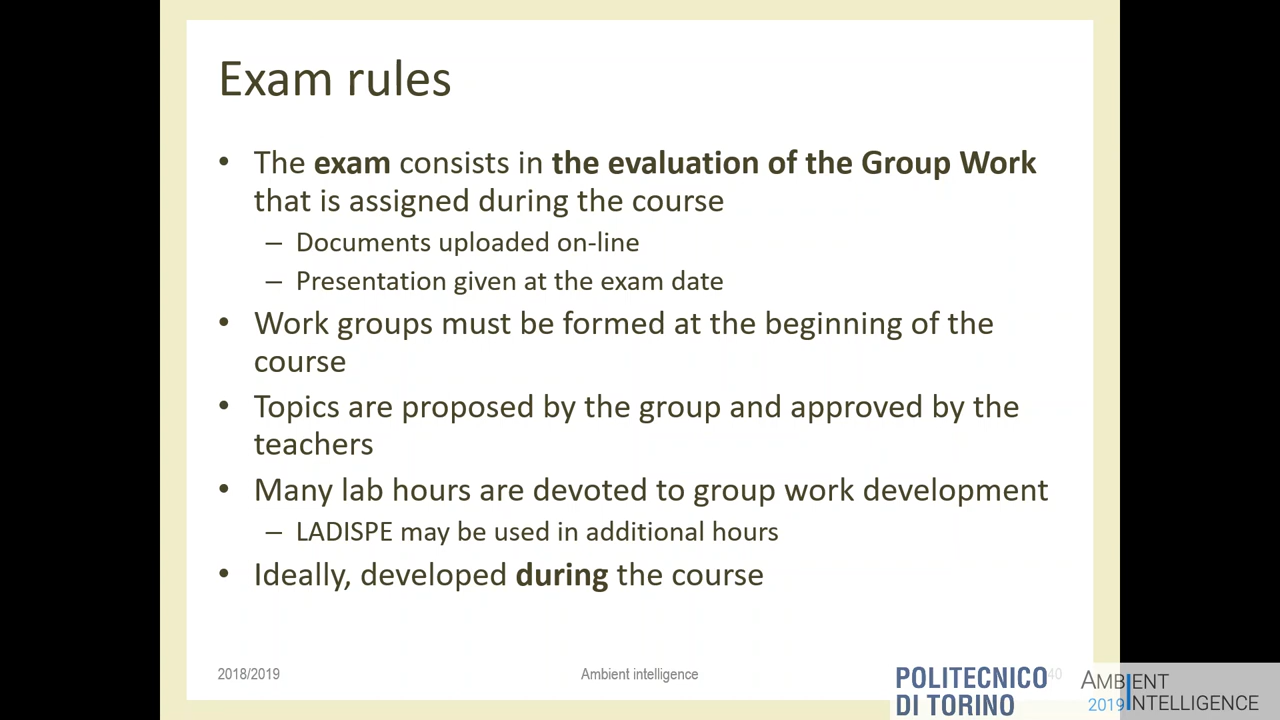 Exam rules
• The exam consists in the evaluation of the Group Work
that is assigned during the course
– Documents uploaded on-line
– Presentation given at the exam date
• Work groups must be formed at the beginning of the
course
• Topics are proposed by the group and approved by the
teachers
• Many lab hours are devoted to group work development
– LADISPE may be used in additional hours
• Ideally, developed during the course
2018/2019
Ambient intelligence
40
POLITECNICO
DI TORINO
AMBIENT
2019 INTELLIGENCE